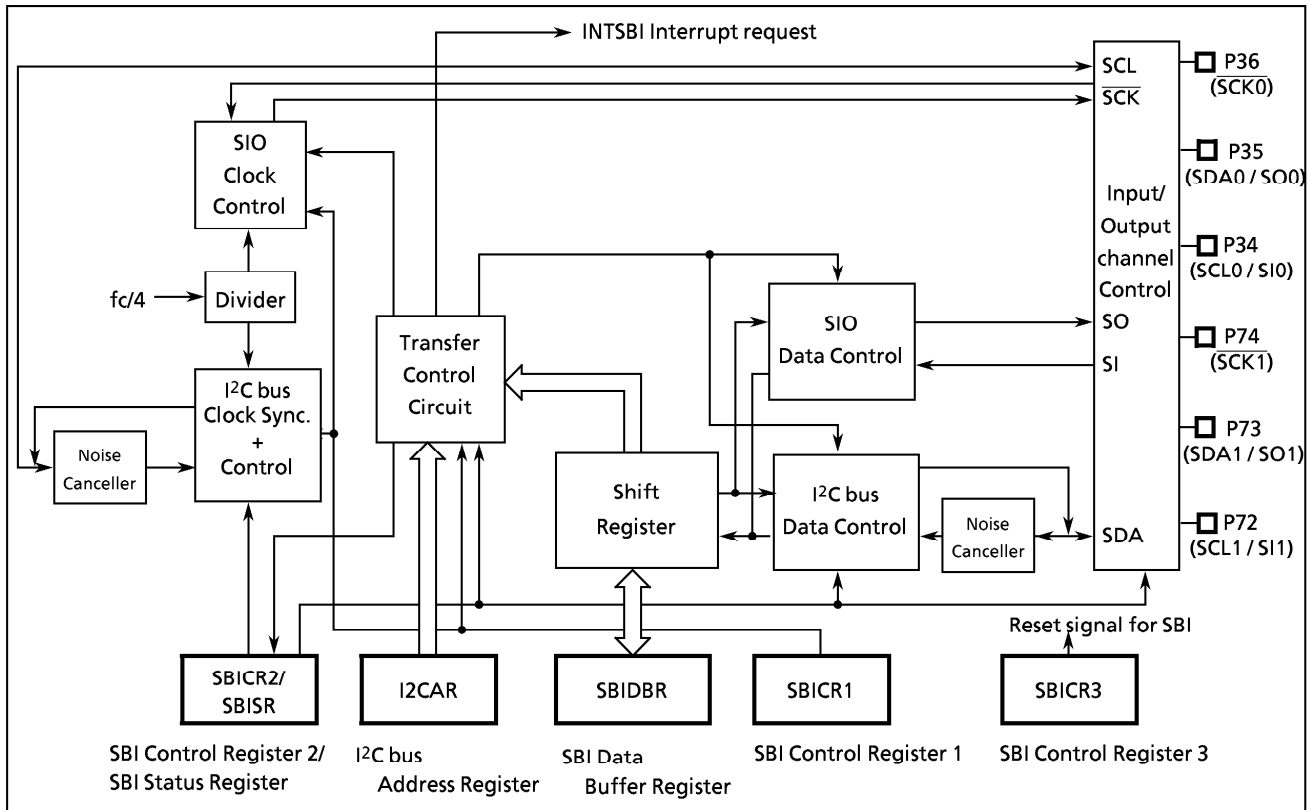 INTSBI Interrupt request
SCL
SCK
P36
(SCK0)
SIO
Clock
Control
P35
(SDA0 / SO0)
Input/
Output
channel
Control
P34
(SCL0 / SI0)
fc/4
Divider
SIO
Data Control
SO
SI
P74
(SCK1)
Transfer
Control
Circuit
I²C bus
Clock Sync.
+
Control
Noise
Canceller
P73
(SDA1 / SO1)
Shift
Register
I²C bus
Data Control
Noise
Canceller
SDA
P72
(SCL1 / SI1)
Reset signal for SBI
SBICR2/
SBISR
I2CAR
SBIDBR
SBICR1
SBICR3
SBI Control Register 2/
SBI Status Register
I²C bus
Address Register
SBI Data
Buffer Register
SBI Control Register 1
SBI Control Register 3